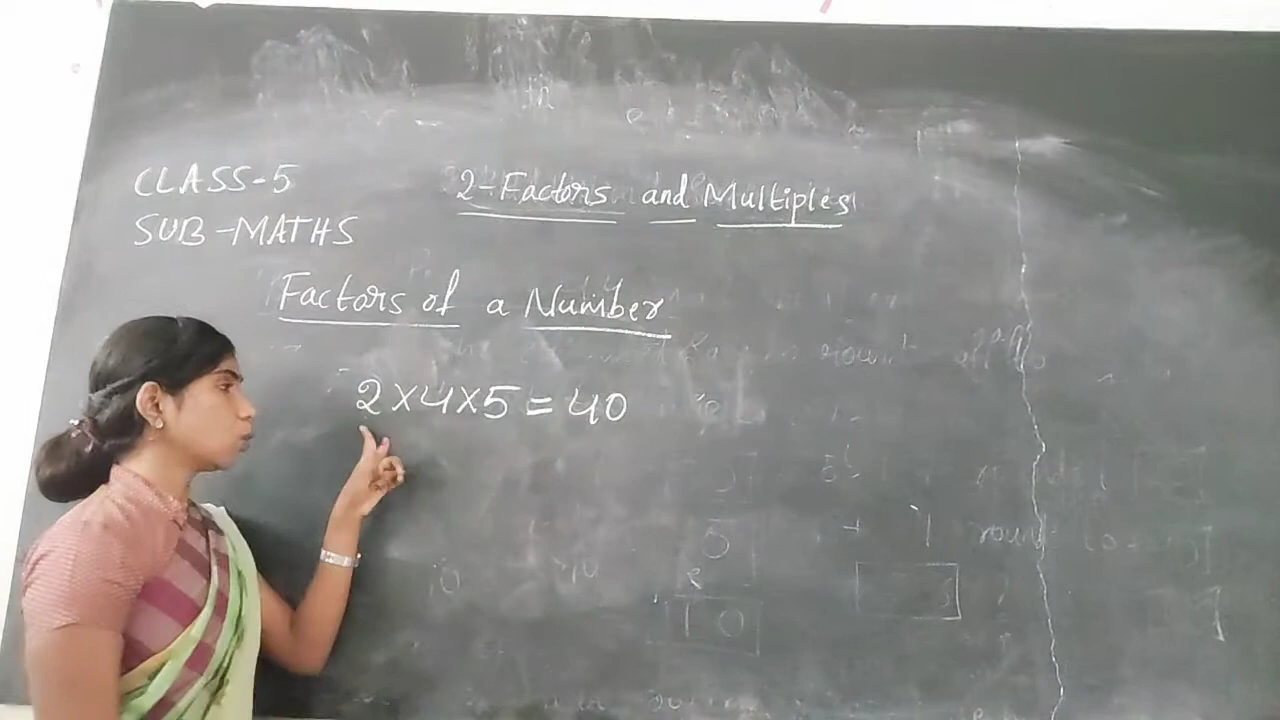 CLASS-5
SUB-MATHS
2-Factors and Multiples
Factors of a Number
2×4×5=40